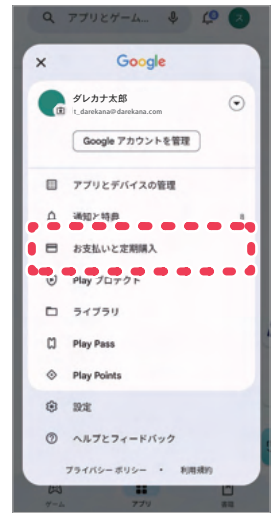 アプリとゲーム...
ス
Google
ダレカナ太郎
t_darekana@darekana.com
Google アカウントを管理
アプリとデバイスの管理
通知と特典
8
お支払いと定期購入
Play プロテクト
ライブラリ
Play Pass
Play Points
設定
ヘルプとフィードバック
プライバシー ポリシー • 利用規約
ゲーム
アプリ
書籍